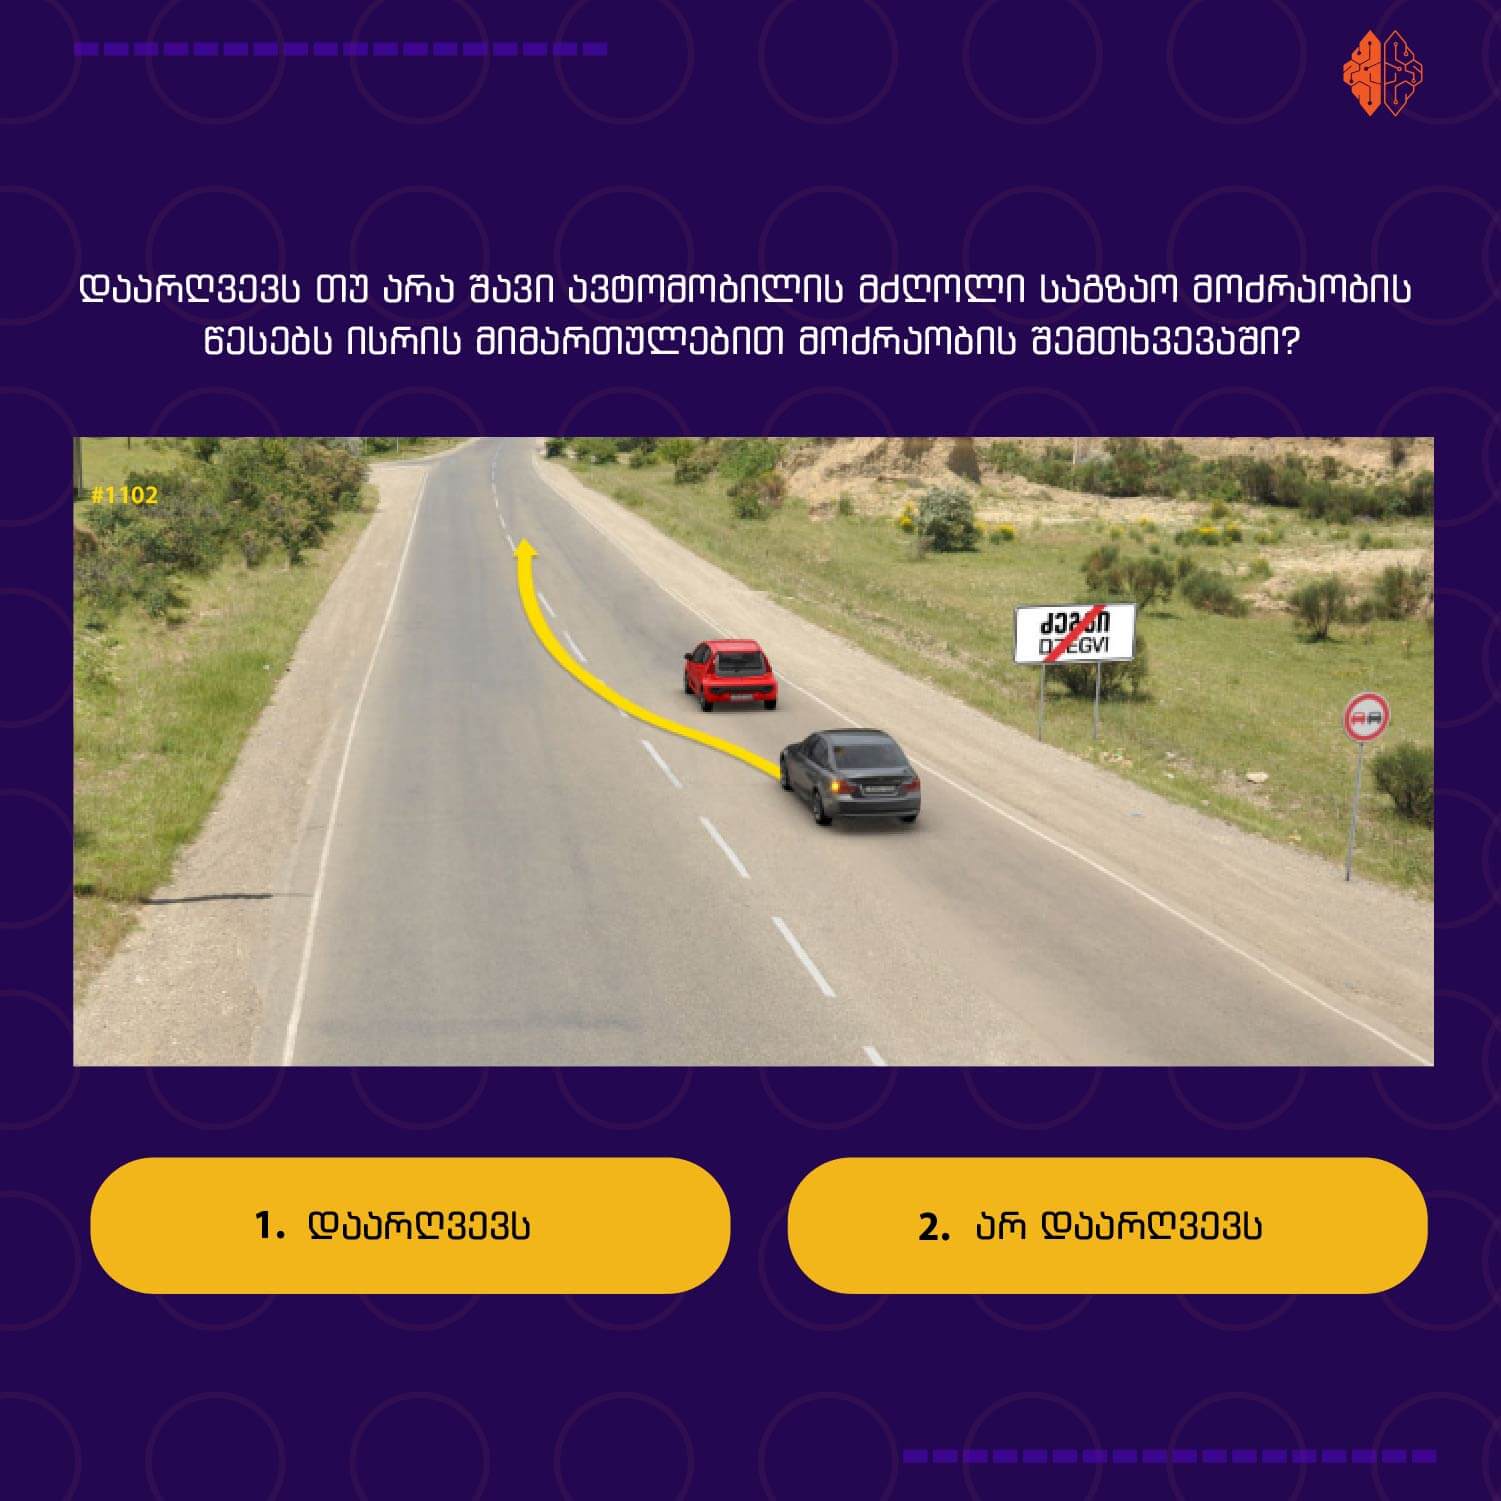 დაარღვევს თუ არა შავი ავტომობილის მძღოლი საგზაო მოძრაობის
წესებს ისრის მიმართულებით მოძრაობის შემთხვევაში?
#1102
ძეგვი
DZEGVI
1. დაარღვევს
2. არ დაარღვევს